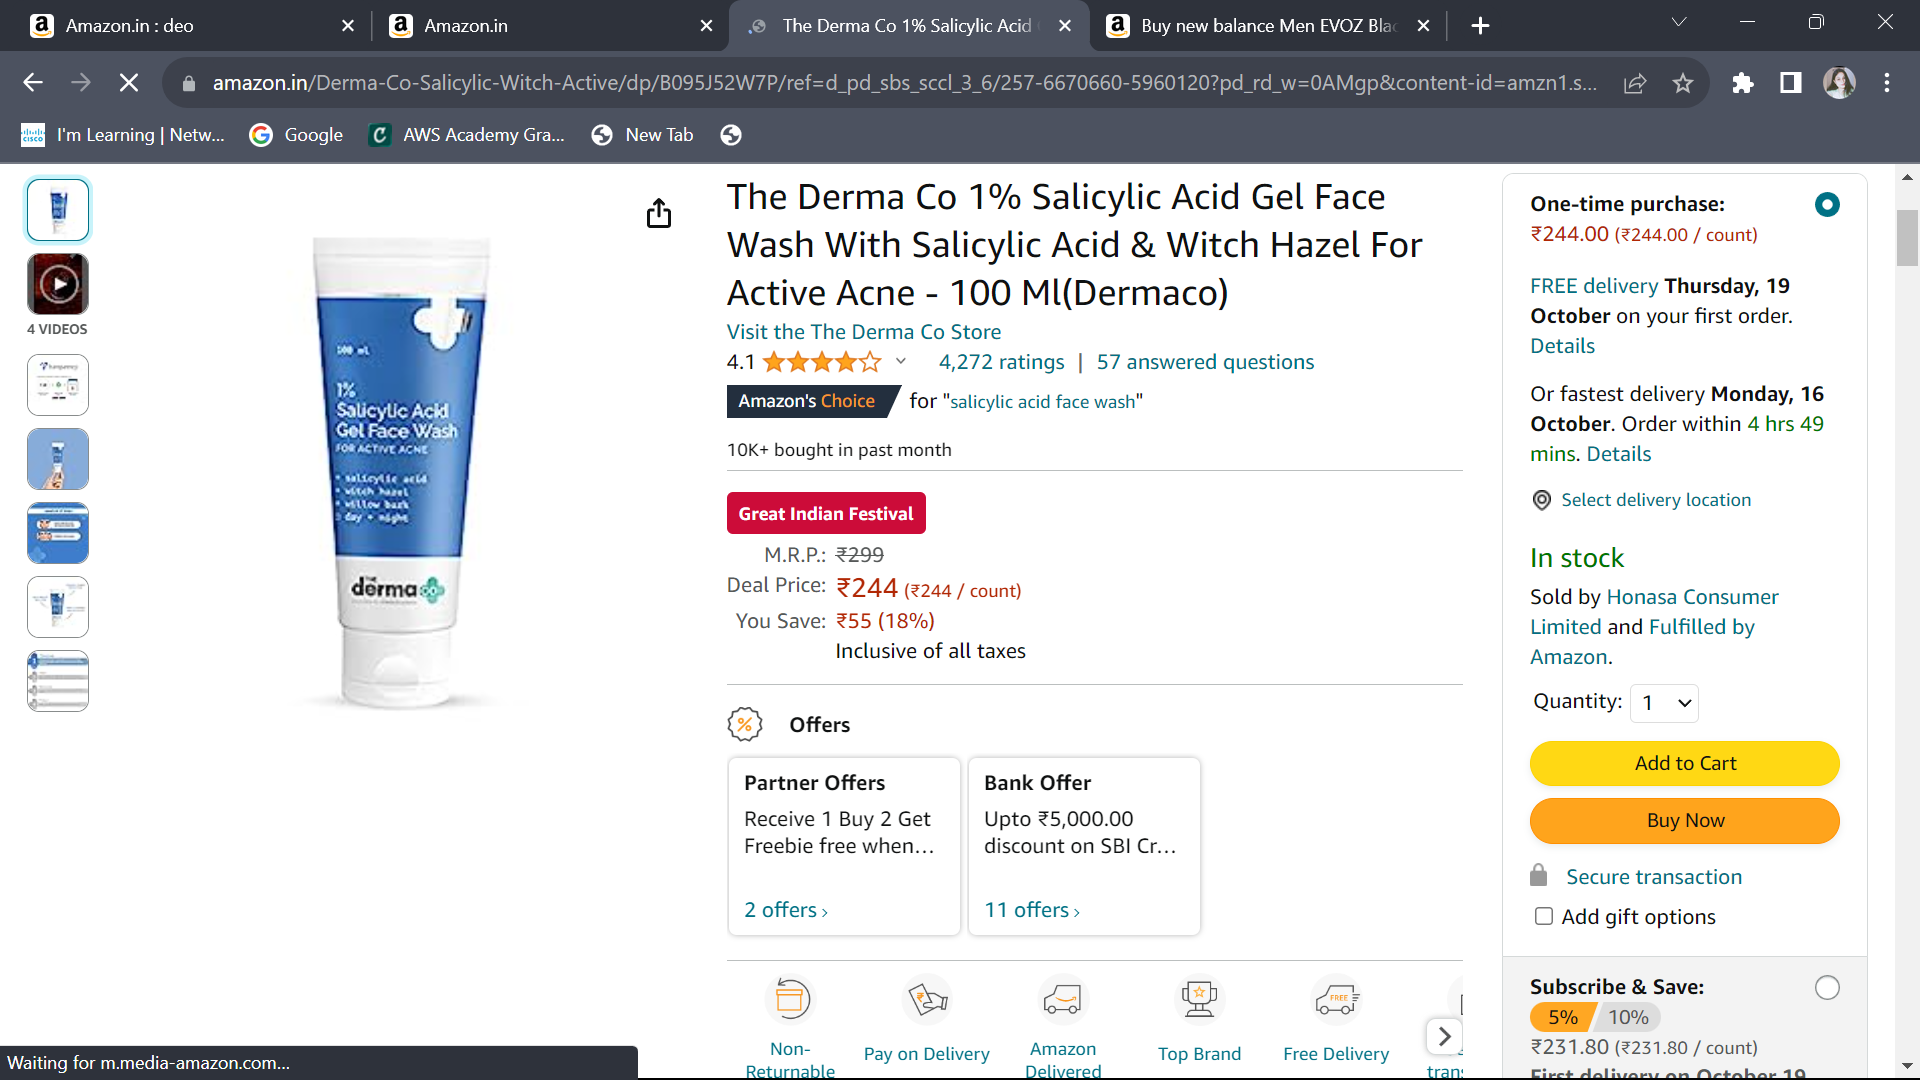 Amazon.in : deo
Amazon.in
The Derma Co 1% Salicylic Acid
Buy new balance Men EVOZ Bla
amazon.in/Derma-Co-Salicylic-Witch-Active/dp/B095J52W7P/ref=d_pd_sbs_sccl_3_6/257-6670660-5960120?pd_rd_w=0AMgp&content-id=amzn1.s...
I'm Learning | Netw...
Google
AWS Academy Gra...
New Tab
4 VIDEOS
100 ml
1%
Salicylic Acid
Gel Face Wash
FOR ACTIVE ACNE
+ salicylic acid
+ witch hazel
+ willow bark
day + night
THE
derma co
The Derma Co 1% Salicylic Acid Gel Face
Wash With Salicylic Acid & Witch Hazel For
Active Acne - 100 Ml(Dermaco)
Visit the The Derma Co Store
4.1
4,272 ratings | 57 answered questions
Amazon's Choice for "salicylic acid face wash"
10K+ bought in past month
Great Indian Festival
M.R.P.: ₹299
Deal Price: ₹244 (₹244 / count)
You Save: ₹55 (18%)
Inclusive of all taxes
Offers
Partner Offers
Receive 1 Buy 2 Get
Freebie free when...
2 offers ›
Bank Offer
Upto ₹5,000.00
discount on SBI Cr...
11 offers ›
Non-
Returnable
Pay on Delivery
Amazon
Delivered
Top Brand
FREE
Free Delivery
trans
One-time purchase:
₹244.00 (₹244.00 / count)
FREE delivery Thursday, 19
October on your first order.
Details
Or fastest delivery Monday, 16
October. Order within 4 hrs 49
mins. Details
Select delivery location
In stock
Sold by Honasa Consumer
Limited and Fulfilled by
Amazon.
Quantity: 1
Add to Cart
Buy Now
Secure transaction
Add gift options
Subscribe & Save:
5% 10%
₹231.80 (₹231.80 / count)
First delivery on October 19
Waiting for m.media-amazon.com...